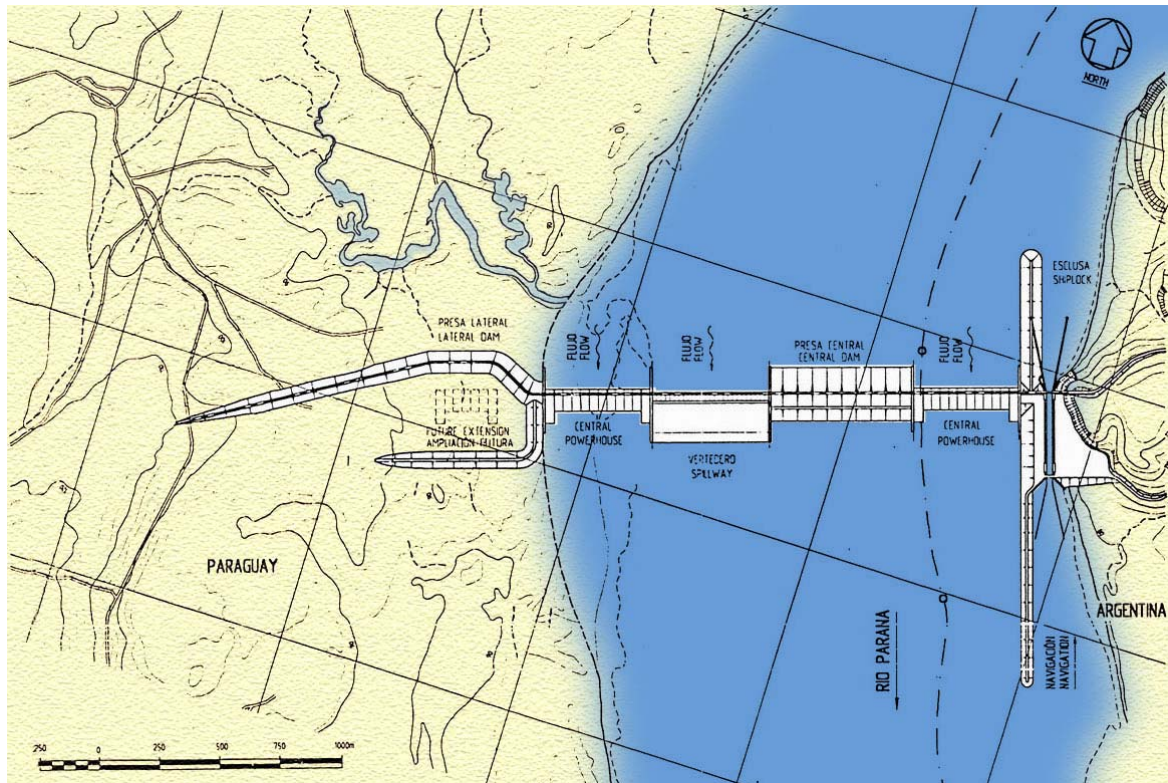 NORTH
ESCLUSA
SHIPLOCK
PRESA LATERAL
LATERAL DAM
FLUJO
FLOW
FLUJO
FLOW
PRESA CENTRAL
CENTRAL DAM
FLUJO
FLOW
FUTURE EXTENSION
AMPLIACION FUTURA
CENTRAL
POWERHOUSE
VERTEDERO
SPILLWAY
CENTRAL
POWERHOUSE
PARAGUAY
ARGENTINA
RIO PARANA
NAVIGACIÓN
NAVIGATION
250 0 250 500 750 1000m